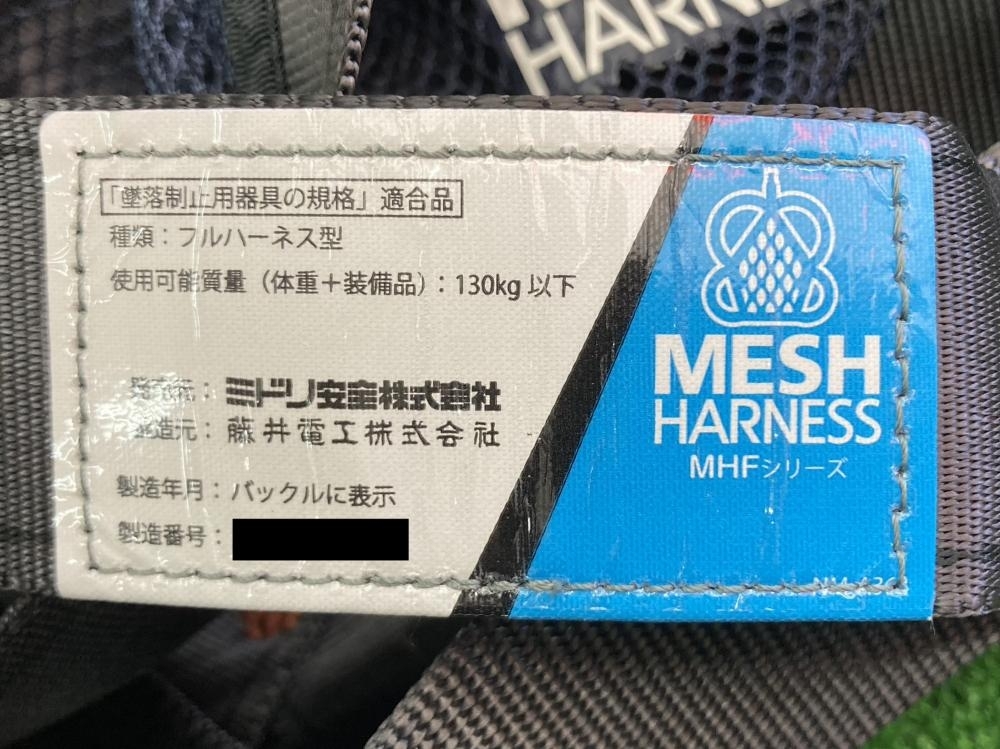 HARNESS
「墜落制止用器具の規格」適合品
種類：フルハーネス型
使用可能質量（体重＋装備品）：130kg 以下
発売元：ミドリ安全株式会社
製造元：藤井電工株式会社
製造年月：バックルに表示
製造番号：
MESH
HARNESS
MHFシリーズ